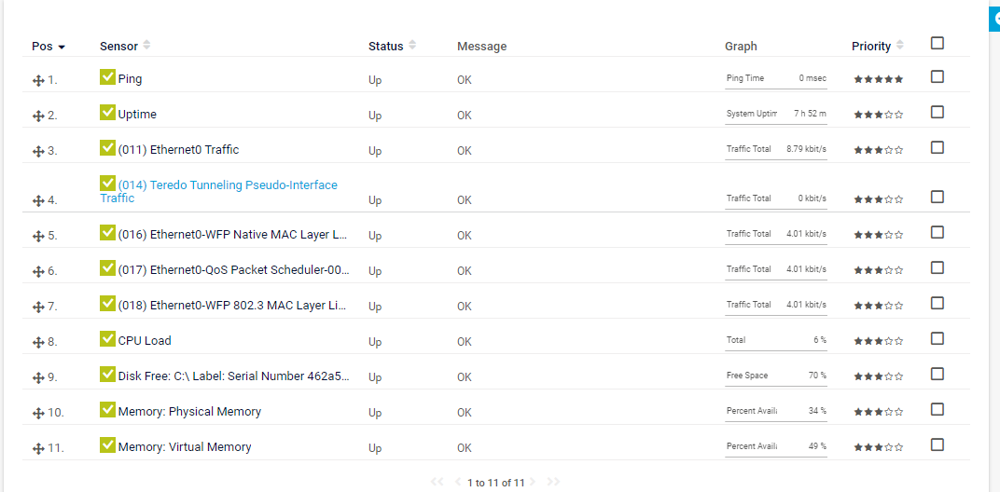 Pos Sensor Status Message Graph Priority
1. Ping Up OK Ping Time 0 msec
2. Uptime Up OK System Uptim 7 h 52 m
3. (011) Ethernet0 Traffic Up OK Traffic Total 8.79 kbit/s
(014) Teredo Tunneling Pseudo-Interface
4. Traffic Up OK Traffic Total 0 kbit/s
5. (016) Ethernet0-WFP Native MAC Layer L... Up OK Traffic Total 4.01 kbit/s
6. (017) Ethernet0-QoS Packet Scheduler-00... Up OK Traffic Total 4.01 kbit/s
7. (018) Ethernet0-WFP 802.3 MAC Layer Li... Up OK Traffic Total 4.01 kbit/s
8. CPU Load Up OK Total 6 %
9. Disk Free: C:\ Label: Serial Number 462a5... Up OK Free Space 70 %
10. Memory: Physical Memory Up OK Percent Avail 34 %
11. Memory: Virtual Memory Up OK Percent Avail 49 %
1 to 11 of 11